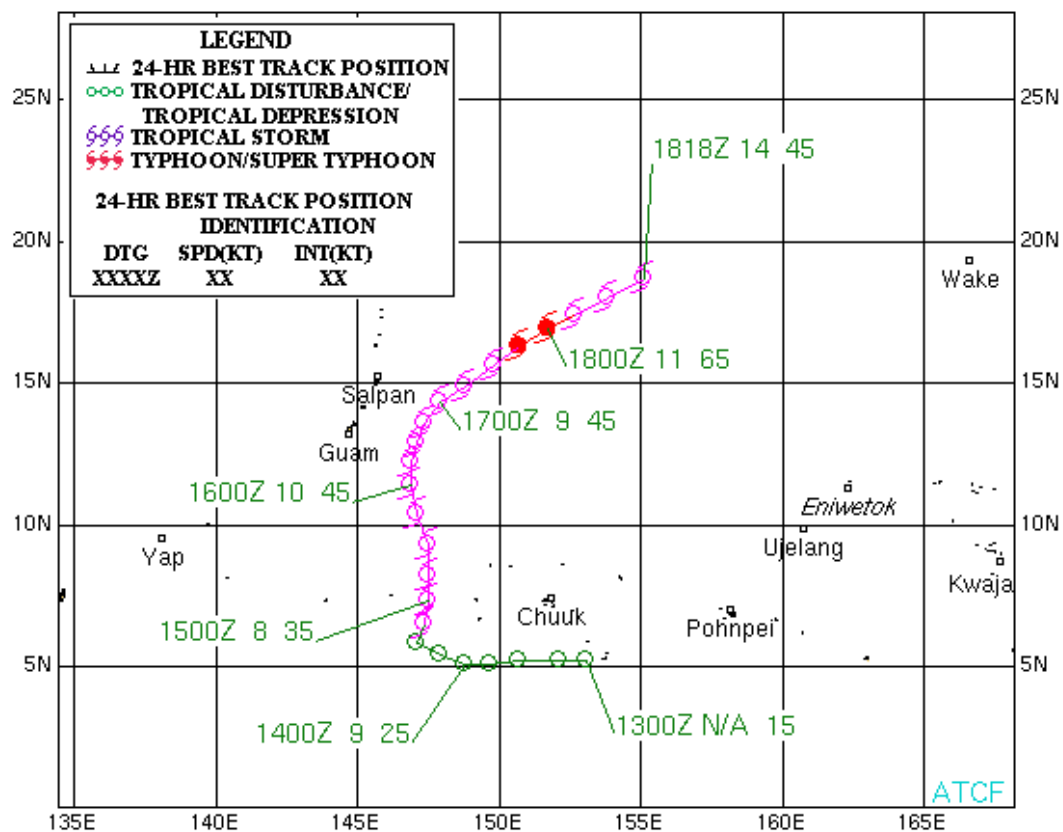 LEGEND
24-HR BEST TRACK POSITION
TROPICAL DISTURBANCE/
TROPICAL DEPRESSION
TROPICAL STORM
TYPHOON/SUPER TYPHOON
24-HR BEST TRACK POSITION
IDENTIFICATION
DTG SPD(KT) INT(KT)
XXXXZ XX XX
25N 25N
1818Z 14 45
20N 20N
Wake
1800Z 11 65
15N 15N
Saipan
1700Z 9 45
Guam
1600Z 10 45
Eniwetok
10N 10N
Yap
Ujelang
Kwaja
Chuuk
Pohnpei
1500Z 8 35
5N 5N
1400Z 9 25
1300Z N/A 15
ATCF
0
135E 140E 145E 150E 155E 160E 165E